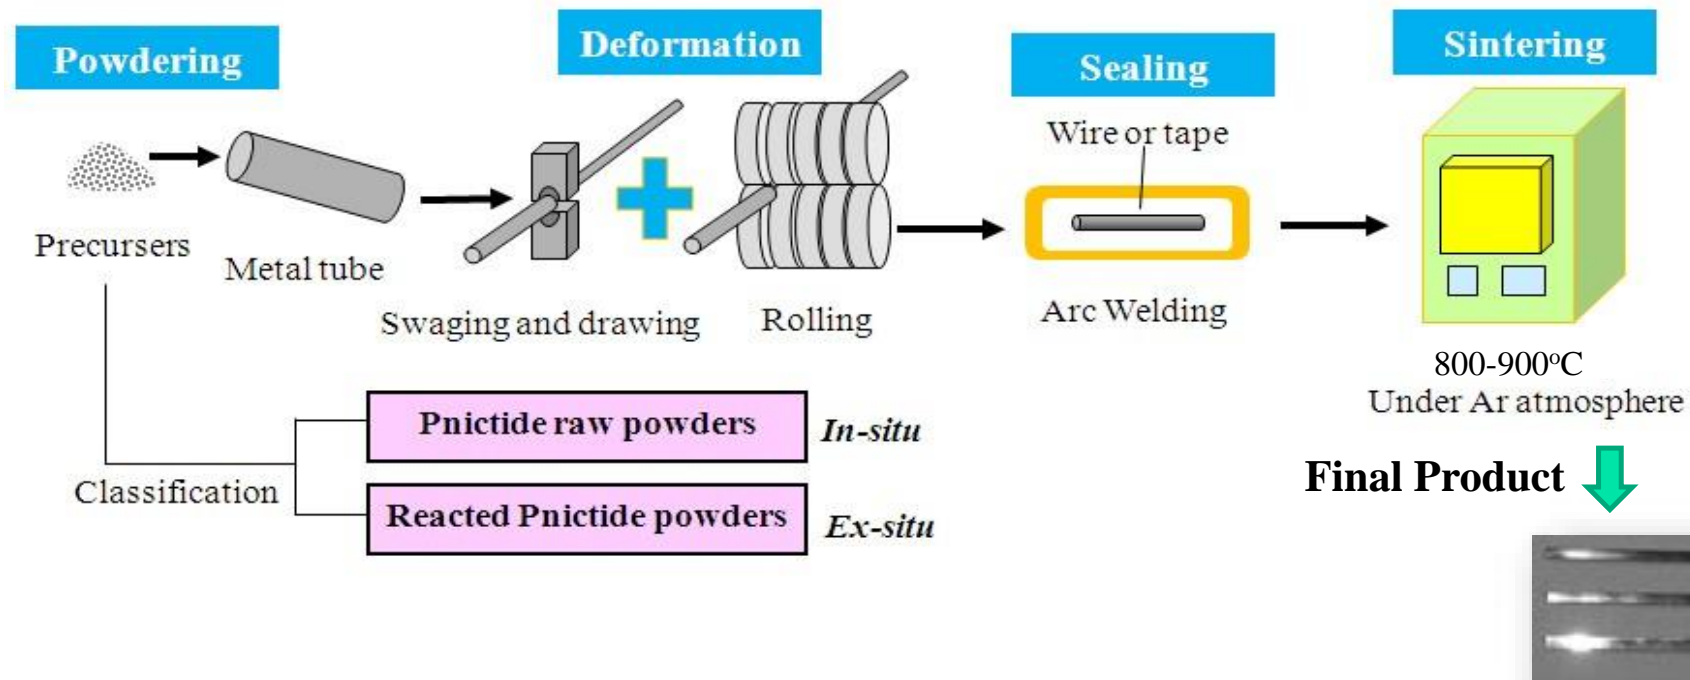 Powdering
Deformation
Sealing
Sintering
Precursers
Metal tube
Swaging and drawing
Rolling
Wire or tape
Arc Welding
800-900°C
Under Ar atmosphere
Classification
Pnictide raw powders
In-situ
Reacted Pnictide powders
Ex-situ
Final Product